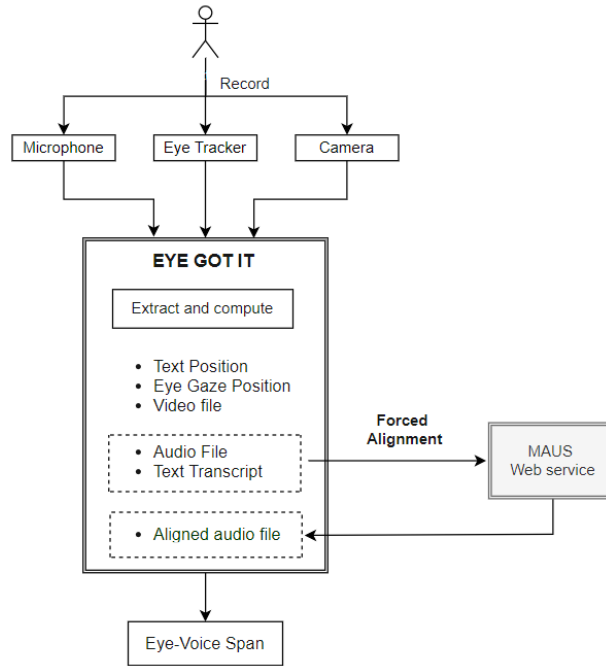 Record
Microphone
Eye Tracker
Camera
EYE GOT IT
Extract and compute
• Text Position
• Eye Gaze Position
• Video file
• Audio File
• Text Transcript
Forced
Alignment
MAUS
Web service
• Aligned audio file
Eye-Voice Span